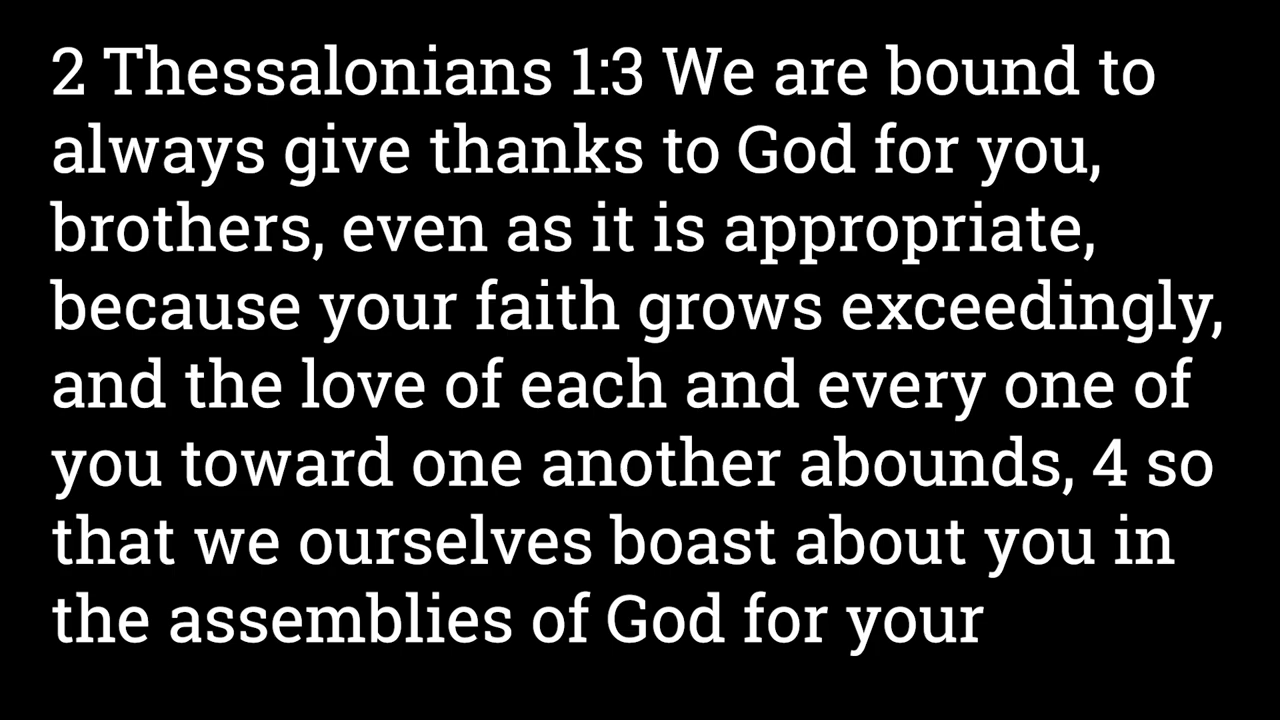 2 Thessalonians 1:3 We are bound to
always give thanks to God for you,
brothers, even as it is appropriate,
because your faith grows exceedingly,
and the love of each and every one of
you toward one another abounds, 4 so
that we ourselves boast about you in
the assemblies of God for your